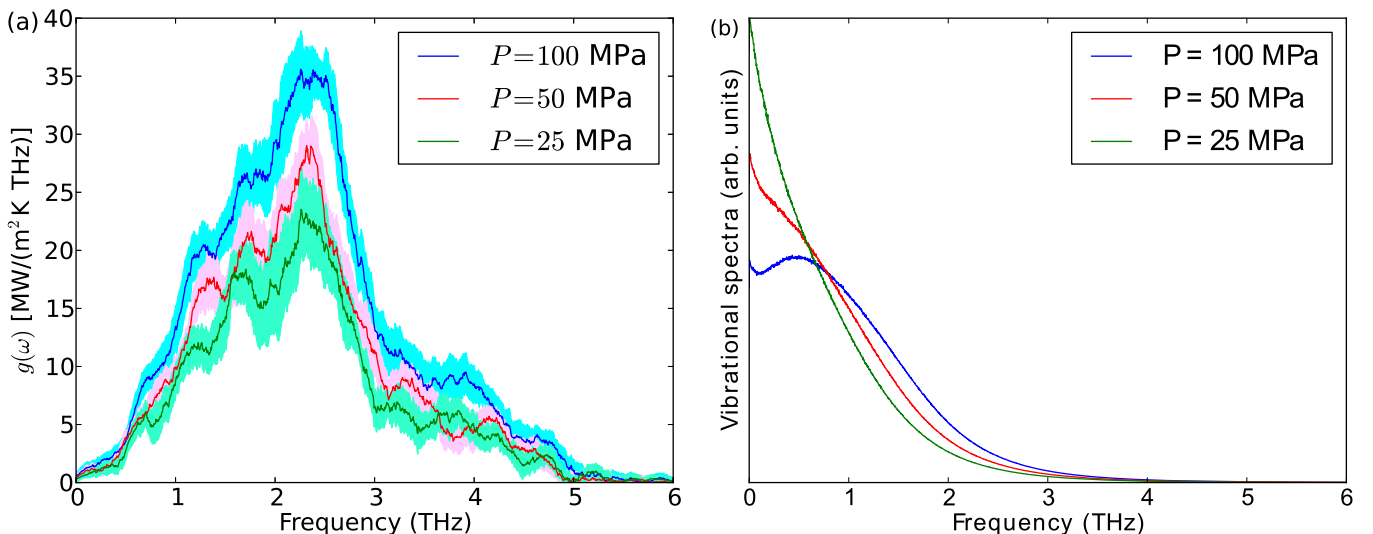 (a)
g(ω) [MW/(m² K THz)]
40
35
30
25
20
15
10
5
0
P=100 MPa
P=50 MPa
P=25 MPa
0 1 2 3 4 5 6
Frequency (THz)
(b)
Vibrational spectra (arb. units)
P = 100 MPa
P = 50 MPa
P = 25 MPa
0 1 2 3 4 5 6
Frequency (THz)